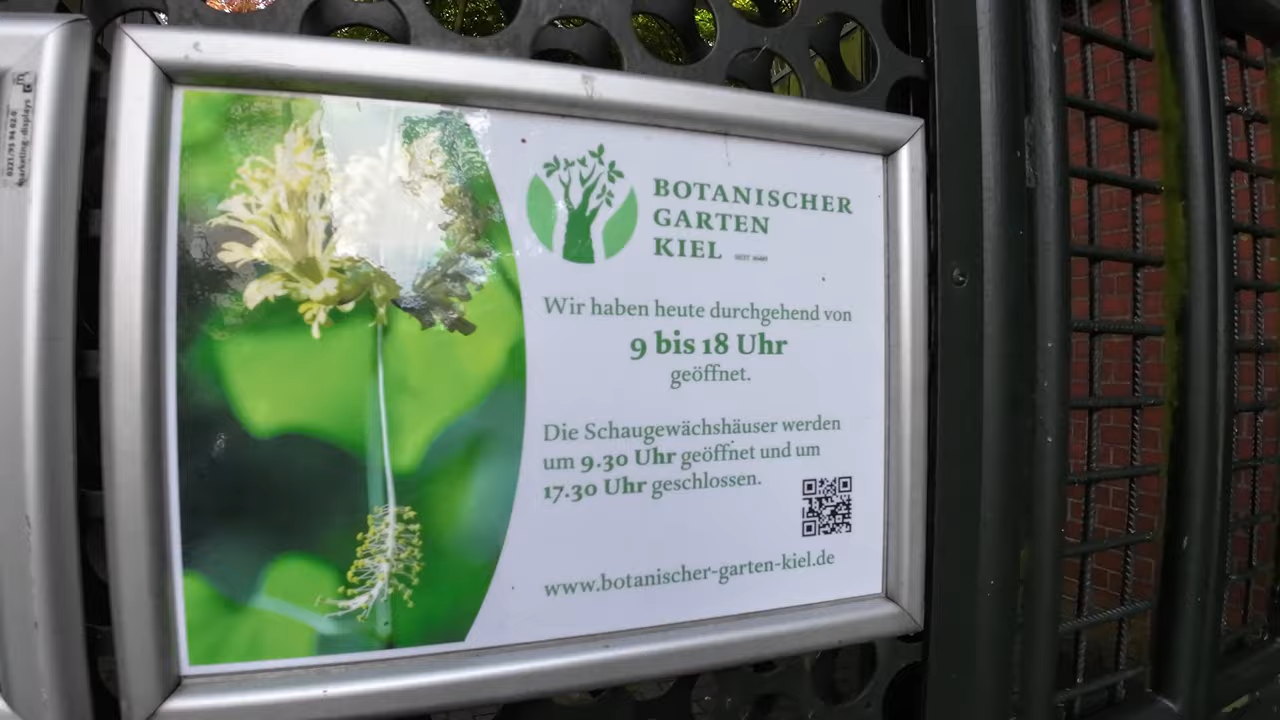 BOTANISCHER
GARTEN
KIEL
Wir haben heute durchgehend von
9 bis 18 Uhr
geöffnet.
Die Schaugewächshäuser werden
um 9.30 Uhr geöffnet und um
17.30 Uhr geschlossen.
www.botanischer-garten-kiel.de